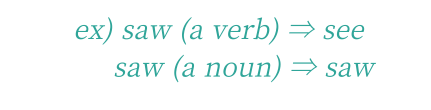 ex) saw (a verb) ⇒ see
saw (a noun) ⇒ saw